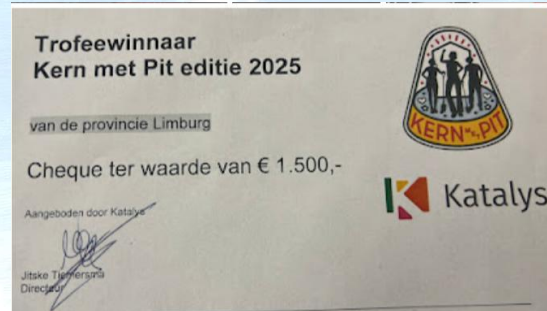 Trofeewinnaar
Kern met Pit editie 2025
van de provincie Limburg
Cheque ter waarde van € 1.500,-
KERN met PIT
Katalys
Aangeboden door Katalys
Jitske Tiemersma
Directeur